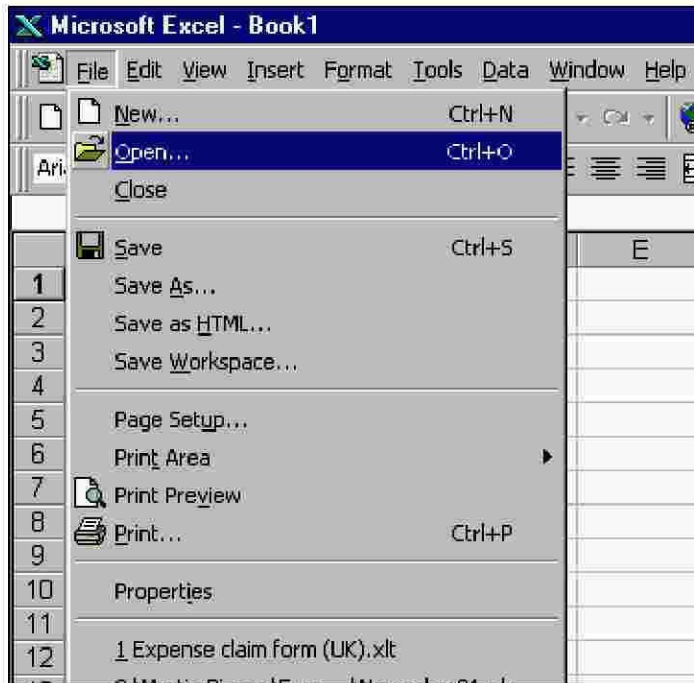 Microsoft Excel - Book1
File Edit View Insert Format Tools Data Window Help
New... Ctrl+N
Open... Ctrl+O
Ari
Close
Save Ctrl+S
E
1
Save As...
2
Save as HTML...
3
Save Workspace...
4
5
Page Setup...
6
Print Area
7
Print Preview
8
Print... Ctrl+P
9
10
Properties
11
12
1 Expense claim form (UK).xlt